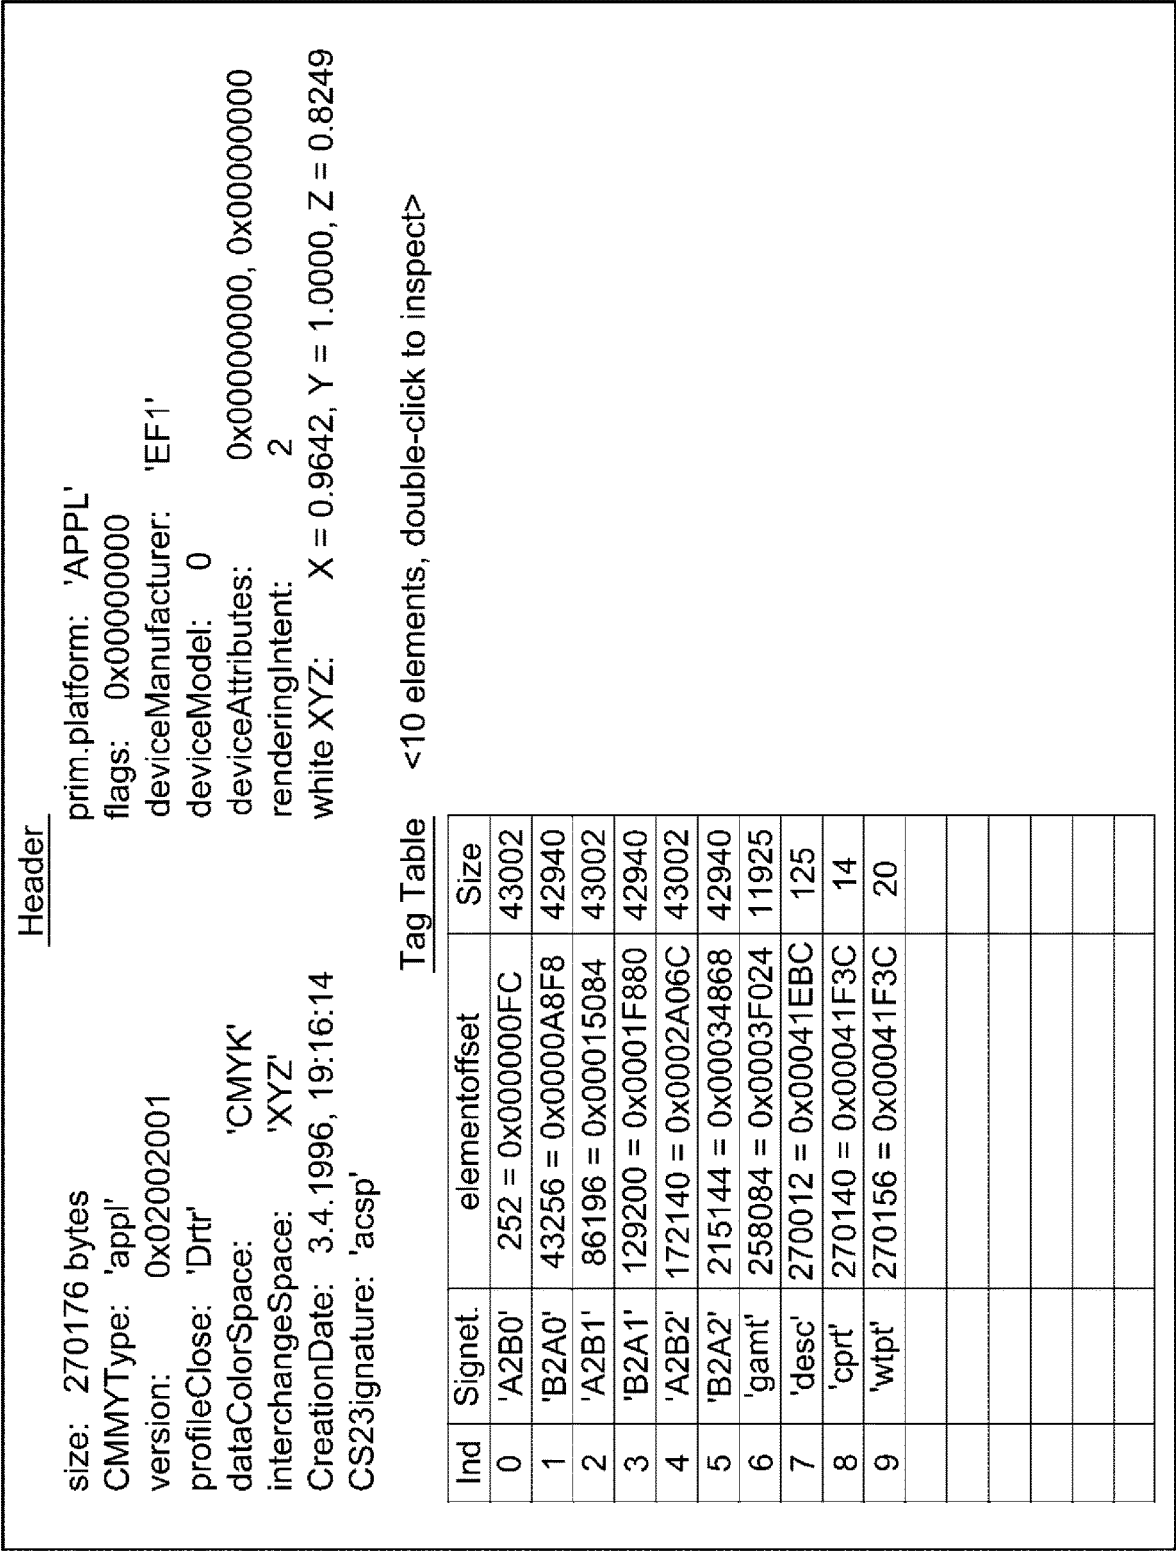 Header
size: 270176 bytes
CMMYType: 'appl'
version: 0x02002001
profileClose: 'Drtr'
dataColorSpace: 'CMYK'
interchangeSpace: 'XYZ'
CreationDate: 3.4.1996, 19:16:14
CS23ignature: 'acsp'
prim.platform: 'APPL'
flags: 0x00000000
deviceManufacturer: 'EF1'
deviceModel: 0
deviceAttributes: 0x00000000, 0x00000000
renderingIntent: 2
white XYZ: X = 0.9642, Y = 1.0000, Z = 0.8249
Tag Table <10 elements, double-click to inspect>
Ind Signet. elementoffset Size
0 'A2B0' 252 = 0x000000FC 43002
1 'B2A0' 43256 = 0x0000A8F8 42940
2 'A2B1' 86196 = 0x00015084 43002
3 'B2A1' 129200 = 0x0001F880 42940
4 'A2B2' 172140 = 0x0002A06C 43002
5 'B2A2' 215144 = 0x00034868 42940
6 'gamt' 258084 = 0x0003F024 11925
7 'desc' 270012 = 0x00041EBC 125
8 'cprt' 270140 = 0x00041F3C 14
9 'wtpt' 270156 = 0x00041F3C 20